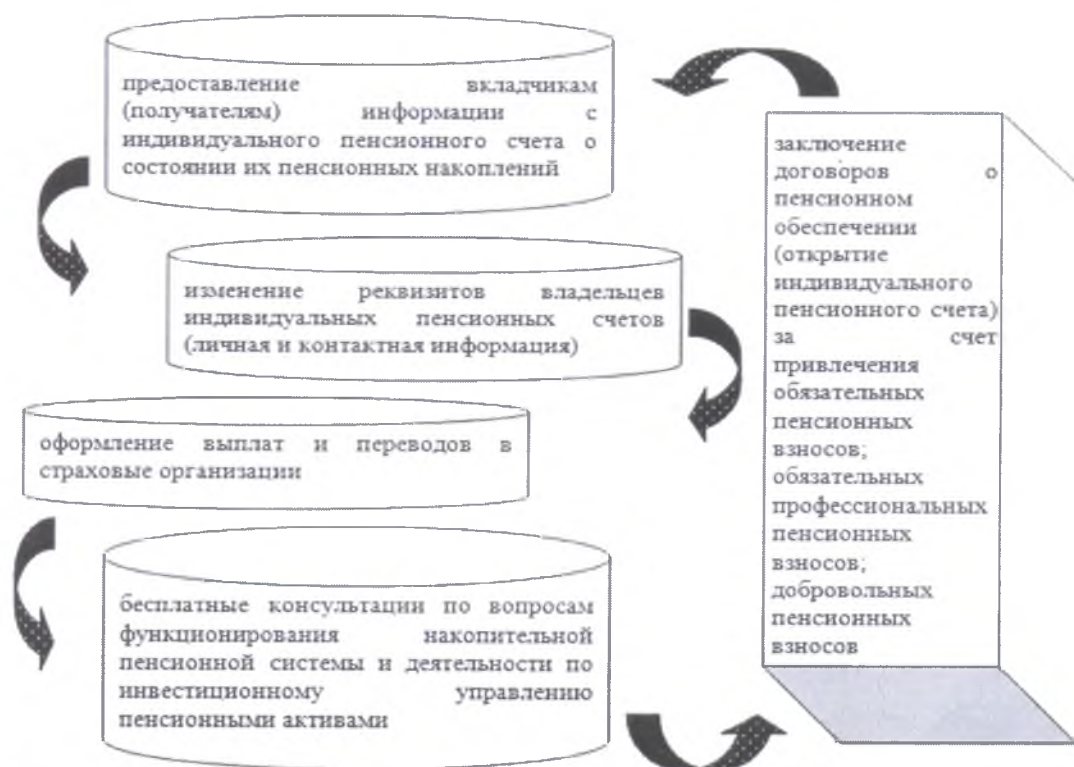 предоставление вкладчикам
(получателям) информации с
индивидуального пенсионного счета о
состоянии их пенсионных накоплений
изменение реквизитов владельцев
индивидуальных пенсионных счетов
(личная и контактная информация)
оформление выплат и переводов в
страховые организации
бесплатные консультации по вопросам
функционирования накопительной
пенсионной системы и деятельности по
инвестиционному управлению
пенсионными активами
заключение
договоров о
пенсионном
обеспечении
(открытие
индивидуального
пенсионного счета)
за счет
привлечения
обязательных
пенсионных
взносов;
обязательных
профессиональных
пенсионных
взносов;
добровольных
пенсионных
взносов